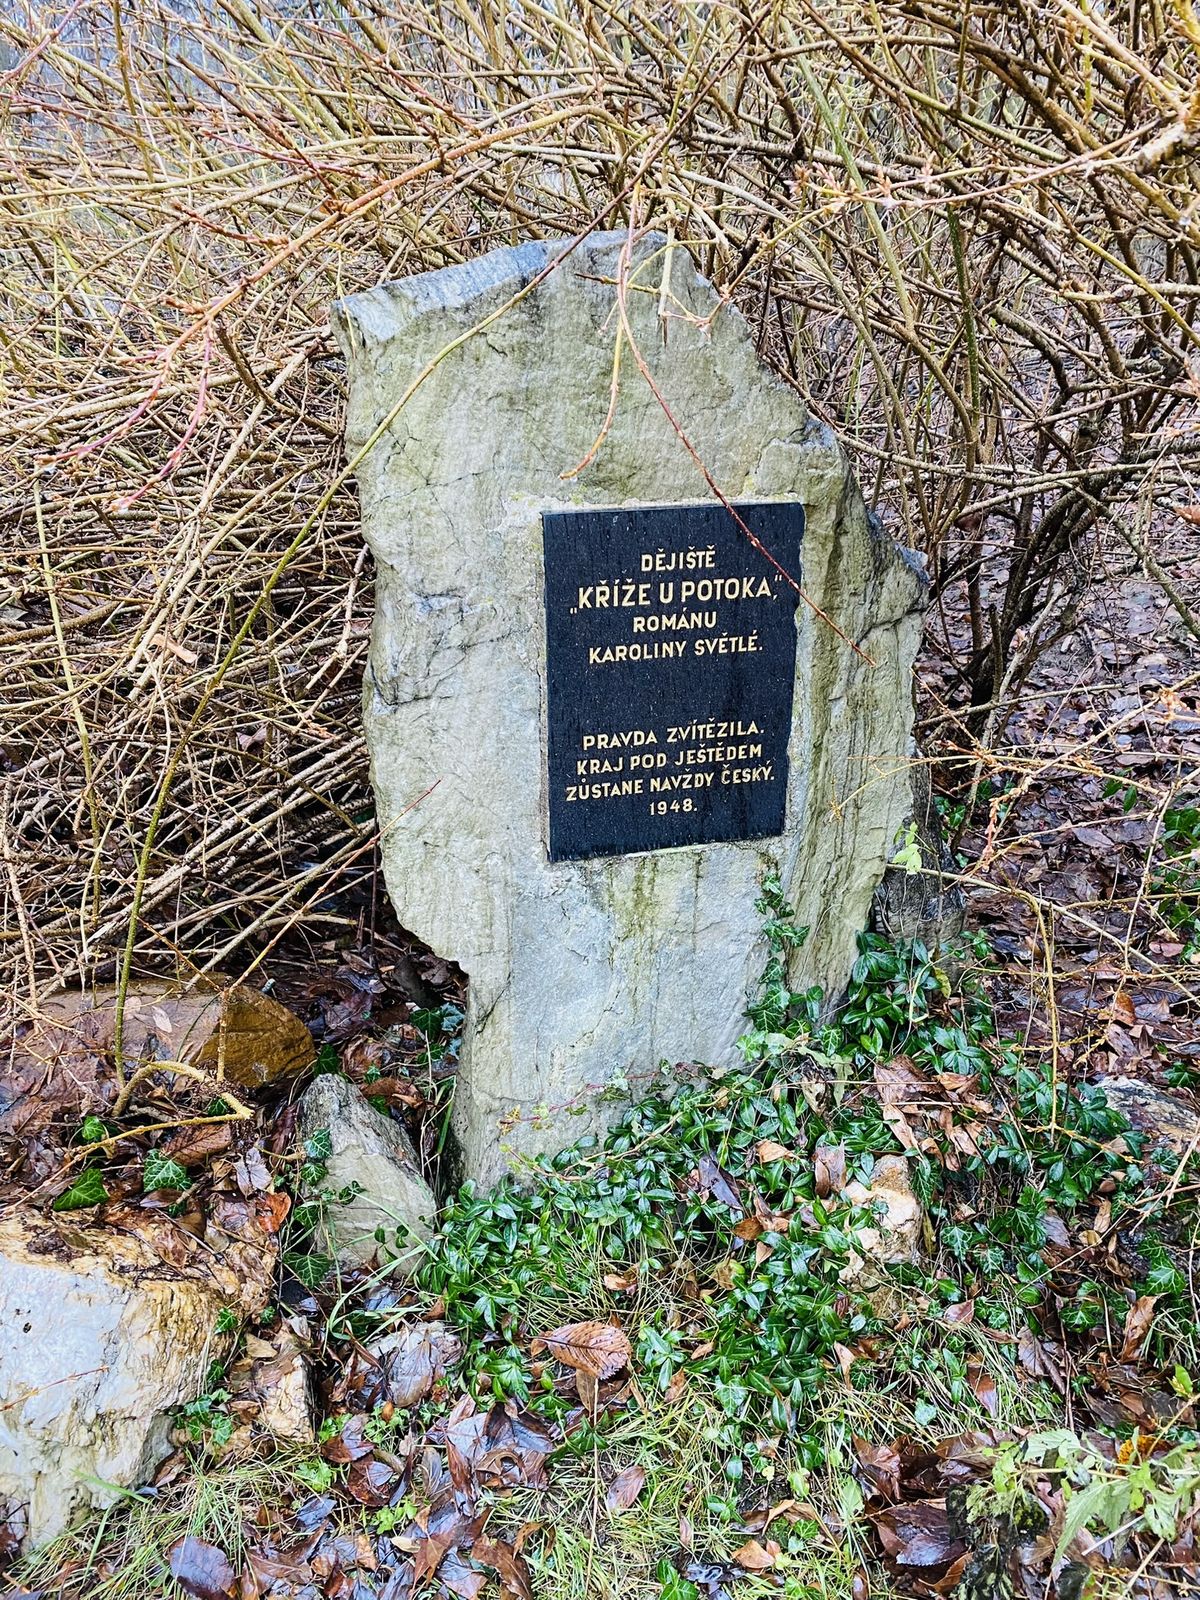 DĚJIŠTĚ
„KŘÍŽE U POTOKA,"
ROMÁNU
KAROLINY SVĚTLÉ.
PRAVDA ZVÍTĚZILA.
KRAJ POD JEŠTĚDEM
ZŮSTANE NAVŽDY ČESKÝ.
1948.